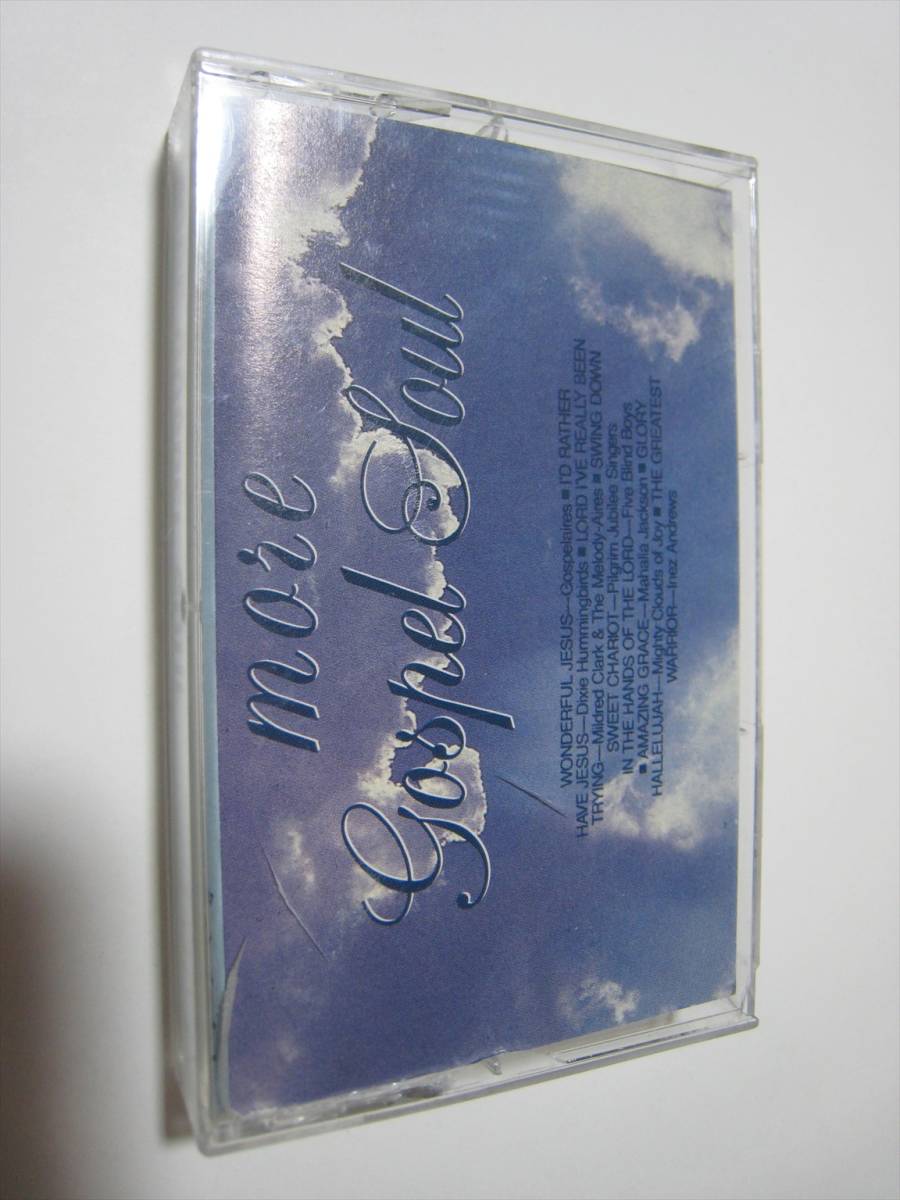 more
Gospel Soul
WONDERFUL JESUS—Gospelaires ■ I'D RATHER
HAVE JESUS—Dixie Hummingbirds ■ LORD I'VE REALLY BEEN
TRYING—Mildred Clark & The Melody-Aires ■ SWING DOWN
SWEET CHARIOT—Pilgrim Jubilee Singers
IN THE HANDS OF THE LORD—Five Blind Boys
■ AMAZING GRACE—Mahalia Jackson ■ GLORY
HALLELUJAH—Mighty Clouds of Joy ■ THE GREATEST
WARRIOR—Inez Andrews